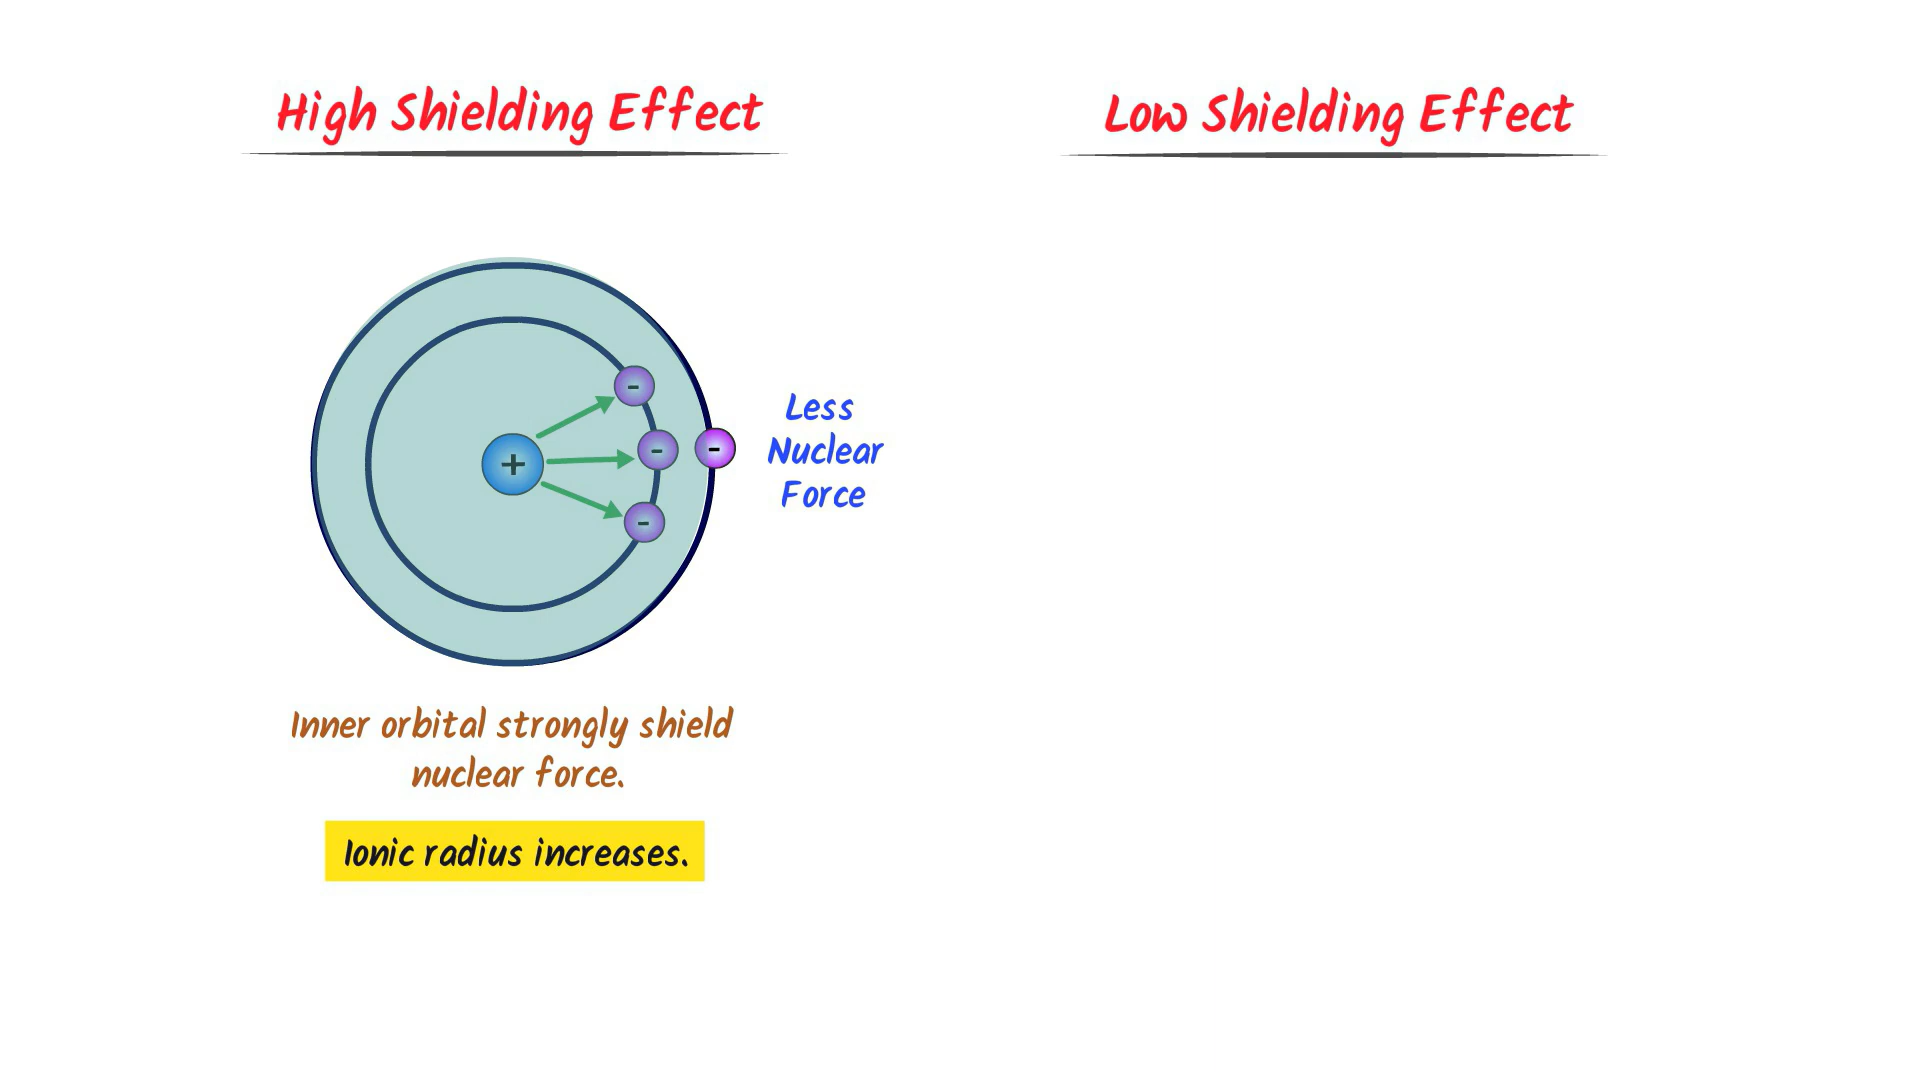 High Shielding Effect
Low Shielding Effect
-
-
-
-
+
Less
Nuclear
Force
Inner orbital strongly shield
nuclear force.
Ionic radius increases.